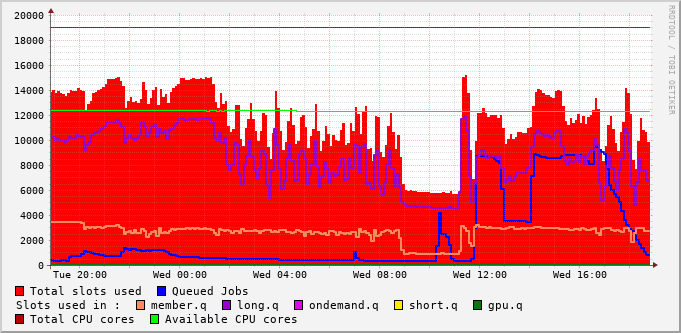 20000
18000
16000
14000
12000
10000
8000
6000
4000
2000
0
RRDTOOL / TOBI OETIKER
Tue 20:00 Wed 00:00 Wed 04:00 Wed 08:00 Wed 12:00 Wed 16:00
Total slots used Queued Jobs
Slots used in : member.q long.q ondemand.q short.q gpu.q
Total CPU cores Available CPU cores